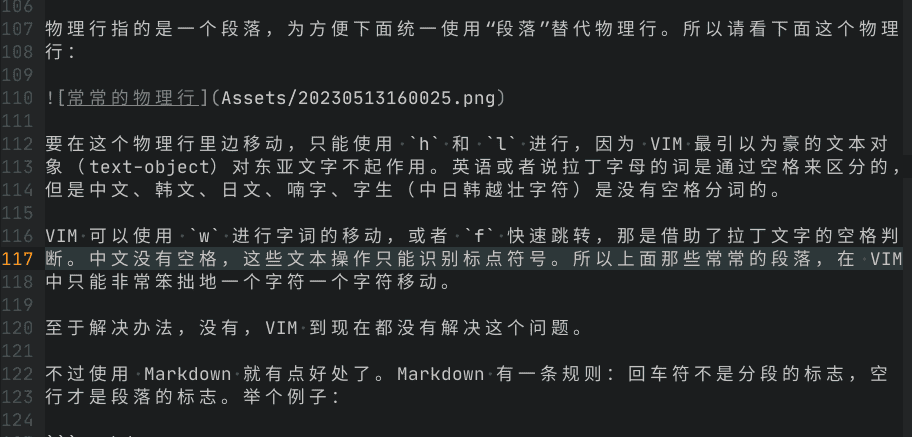 106
107 物理行指的是一个段落，为方便下面统一使用“段落”替代物理行。所以请看下面这个物理
108 行：
109
110 ![常常的物理行](Assets/20230513160025.png)
111
112 要在这个物理行里边移动，只能使用·`h`·和·`l`·进行，因为·VIM·最引以为豪的文本对
113 象（text-object）对东亚文字不起作用。英语或者说拉丁字母的词是通过空格来区分的，
114 但是中文、韩文、日文、喃字、字生（中日韩越壮字符）是没有空格分词的。
115
116 VIM·可以使用·`w`·进行字词的移动，或者·`f`·快速跳转，那是借助了拉丁文字的空格判
117 断。中文没有空格，这些文本操作只能识别标点符号。所以上面那些常常的段落，在·VIM
118 中只能非常笨拙地一个字符一个字符移动。
119
120 至于解决办法，没有，VIM·到现在都没有解决这个问题。
121
122 不过使用·Markdown·就有点好处了。Markdown·有一条规则：回车符不是分段的标志，空
123 行才是段落的标志。举个例子：
124